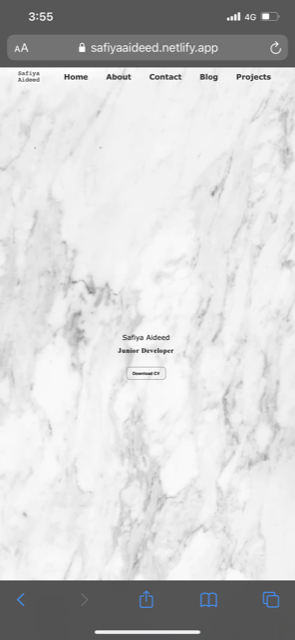 3:55
4G
AA
safiyaaideed.netlify.app
Safiya
Aideed
Home About Contact Blog Projects
Safiya Aideed
Junior Developer
Download CV